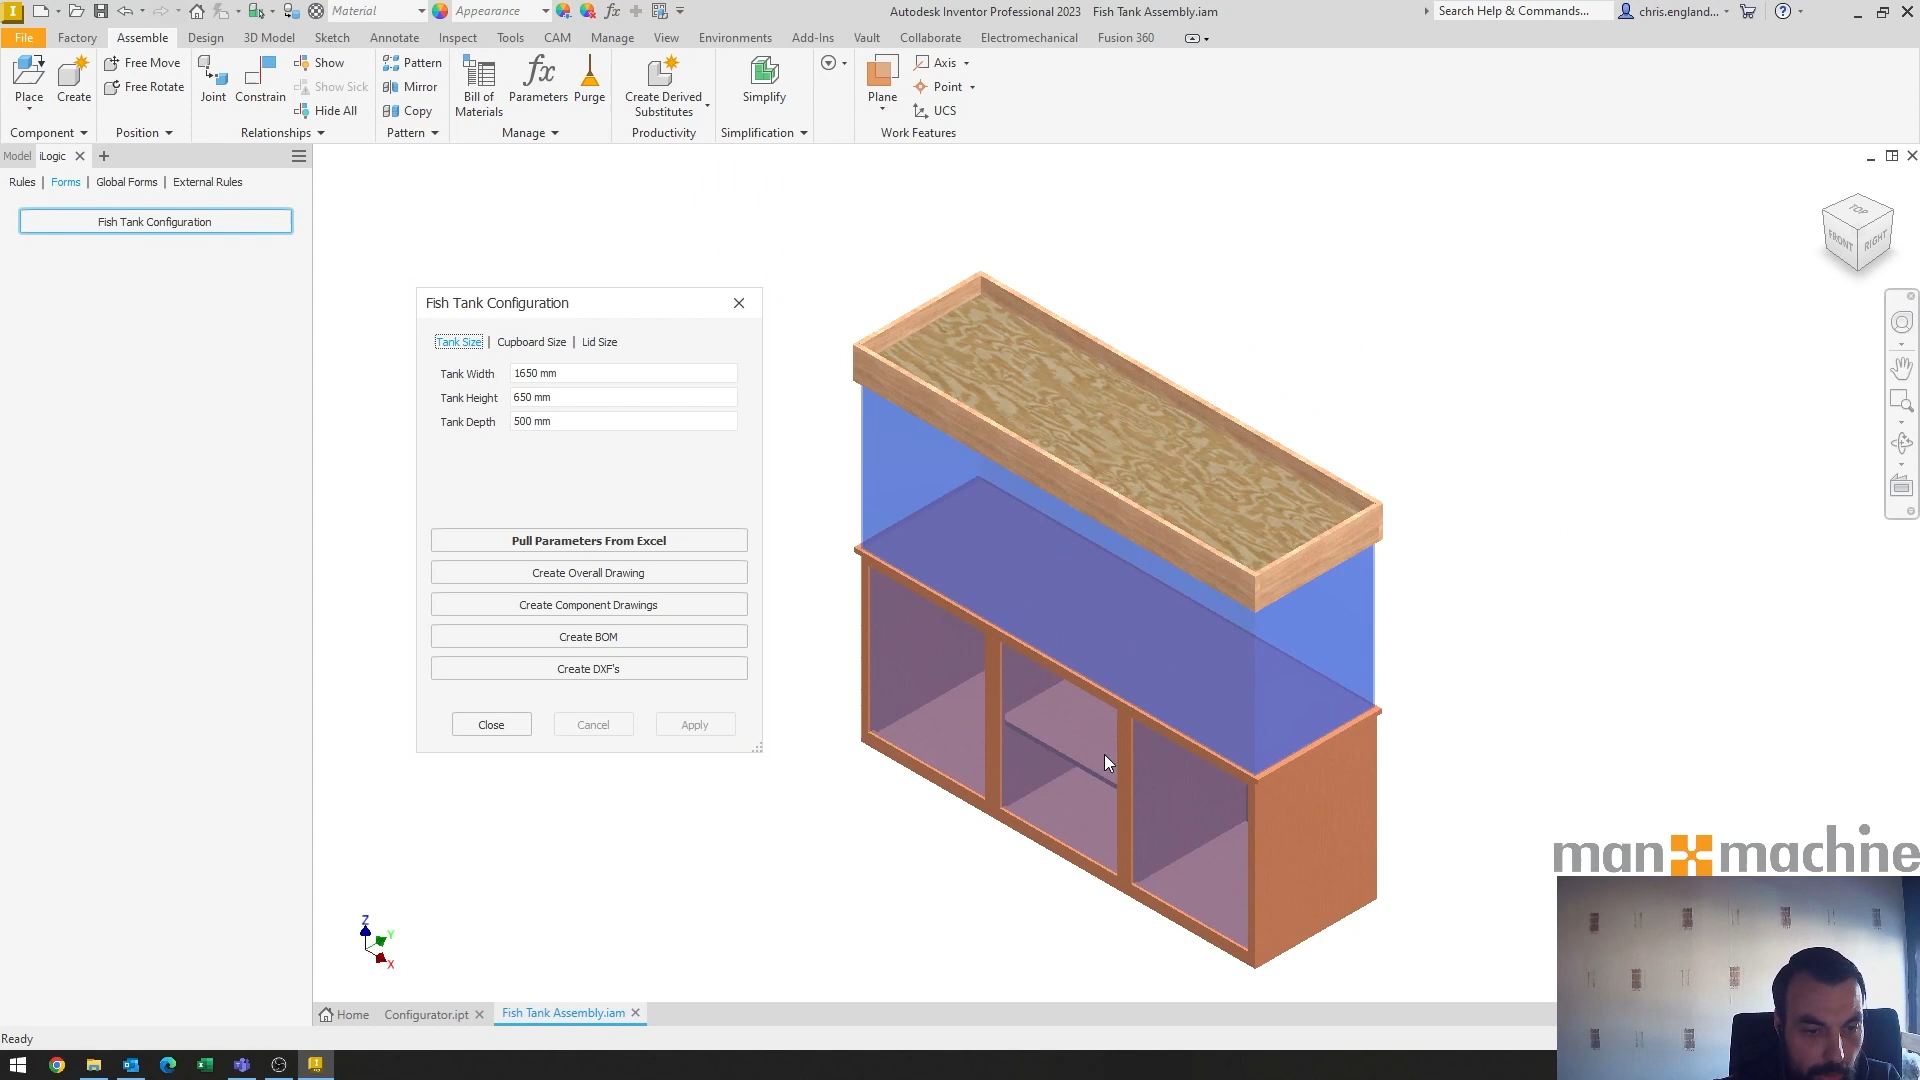 Material
Appearance
Autodesk Inventor Professional 2023 Fish Tank Assembly.iam
Search Help & Commands...
chris.england...
File Factory Assemble Design 3D Model Sketch Annotate Inspect Tools CAM Manage View Environments Add-Ins Vault Collaborate Electromechanical Fusion 360
Place
Create
Free Move
Free Rotate
Joint
Constrain
Show
Show Sick
Hide All
Pattern
Mirror
Copy
Bill of
Materials
fx
Parameters
Purge
Create Derived
Substitutes
Simplify
Plane
Axis
Point
UCS
Component Position Relationships Pattern Manage Productivity Simplification Work Features
Model iLogic
Rules | Forms | Global Forms | External Rules
Fish Tank Configuration
TOP
FRONT
RIGHT
Fish Tank Configuration
Tank Size | Cupboard Size | Lid Size
Tank Width 1650 mm
Tank Height 650 mm
Tank Depth 500 mm
Pull Parameters From Excel
Create Overall Drawing
Create Component Drawings
Create BOM
Create DXF's
Close Cancel Apply
man machine
Z
Y
X
Home Configurator.ipt Fish Tank Assembly.iam
Ready